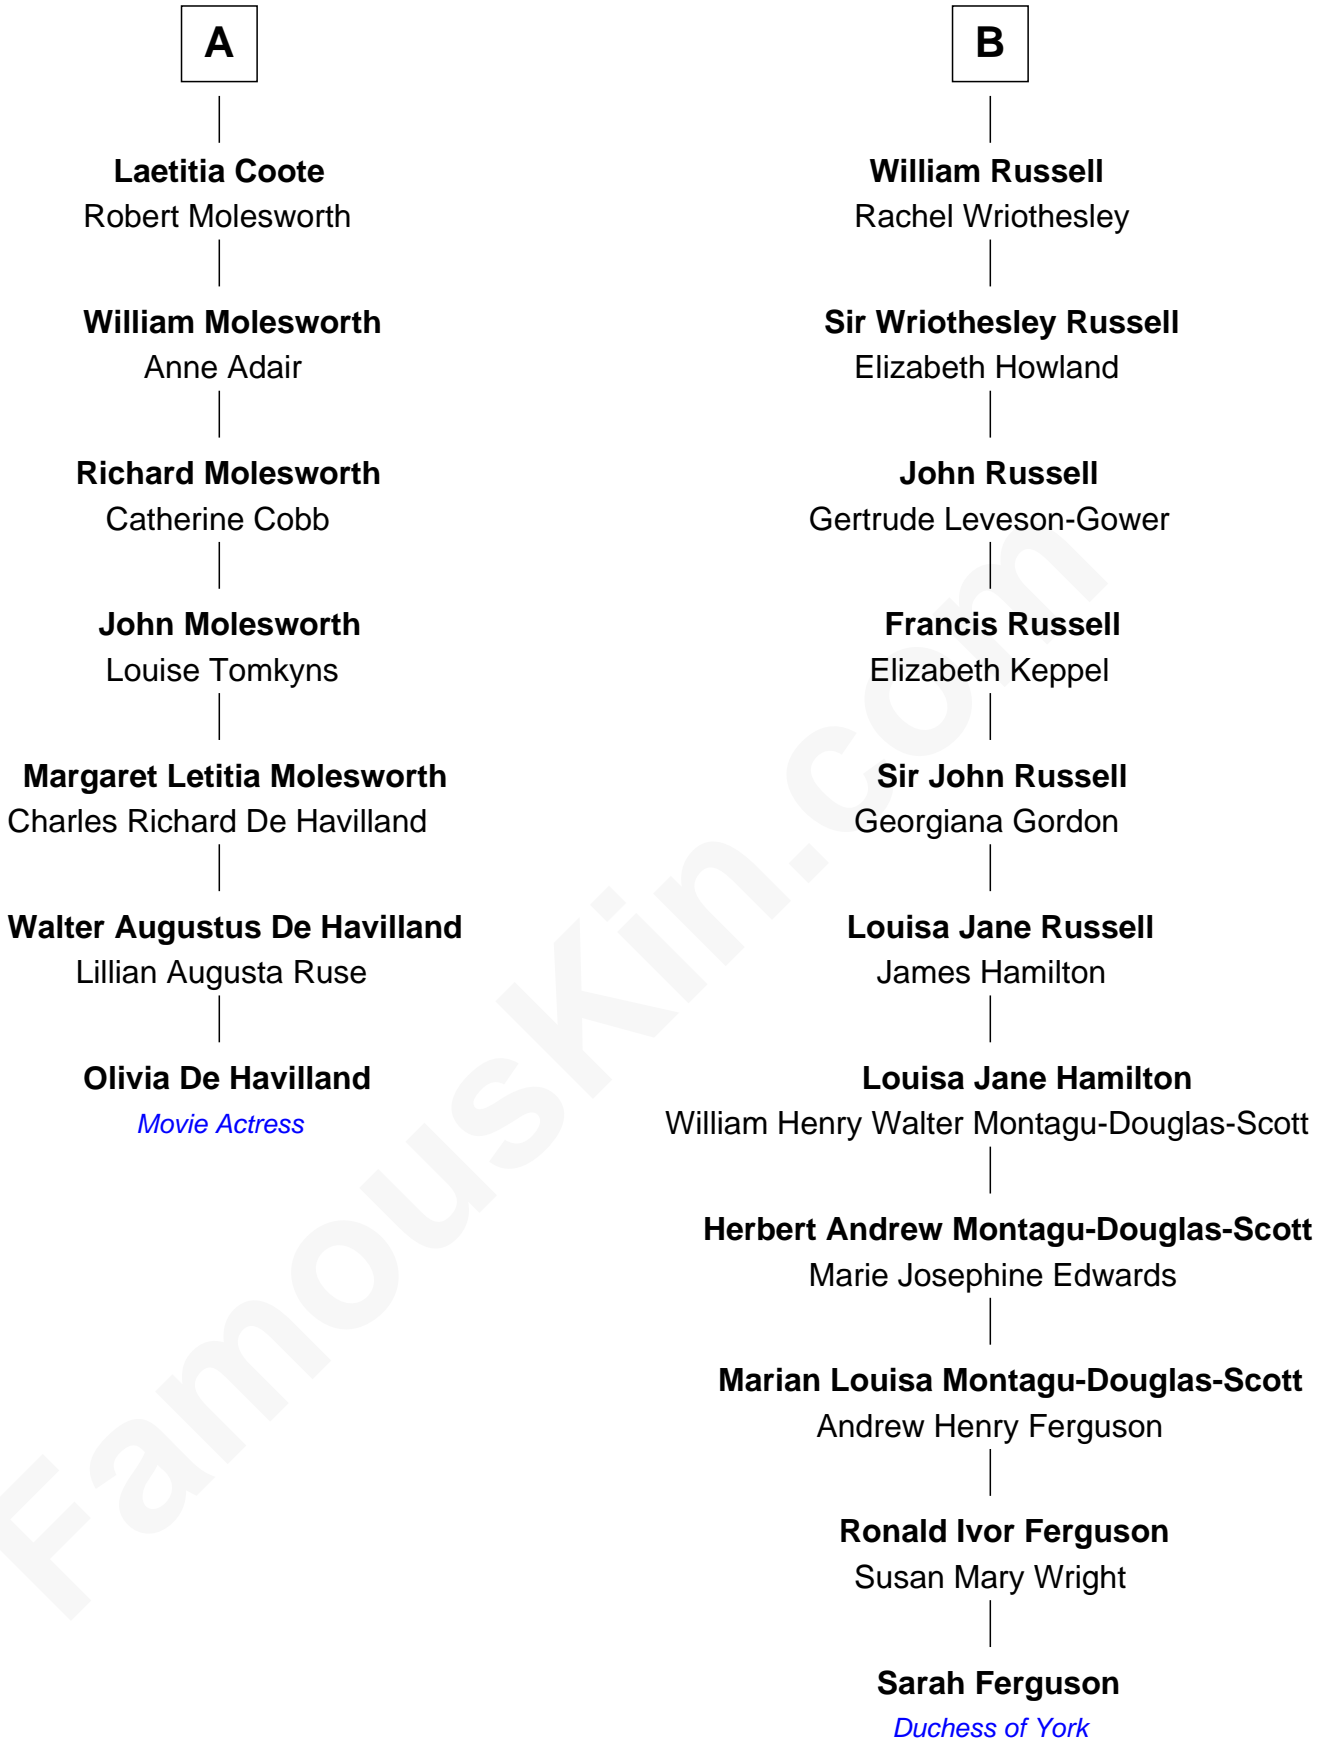 A
Laetitia Coote
Robert Molesworth
William Molesworth
Anne Adair
Richard Molesworth
Catherine Cobb
John Molesworth
Louise Tomkyns
Margaret Letitia Molesworth
Charles Richard De Havilland
Walter Augustus De Havilland
Lillian Augusta Ruse
Olivia De Havilland
Movie Actress
B
William Russell
Rachel Wriothesley
Sir Wriothesley Russell
Elizabeth Howland
John Russell
Gertrude Leveson-Gower
Francis Russell
Elizabeth Keppel
Sir John Russell
Georgiana Gordon
Louisa Jane Russell
James Hamilton
Louisa Jane Hamilton
William Henry Walter Montagu-Douglas-Scott
Herbert Andrew Montagu-Douglas-Scott
Marie Josephine Edwards
Marian Louisa Montagu-Douglas-Scott
Andrew Henry Ferguson
Ronald Ivor Ferguson
Susan Mary Wright
Sarah Ferguson
Duchess of York
FamousKin.com